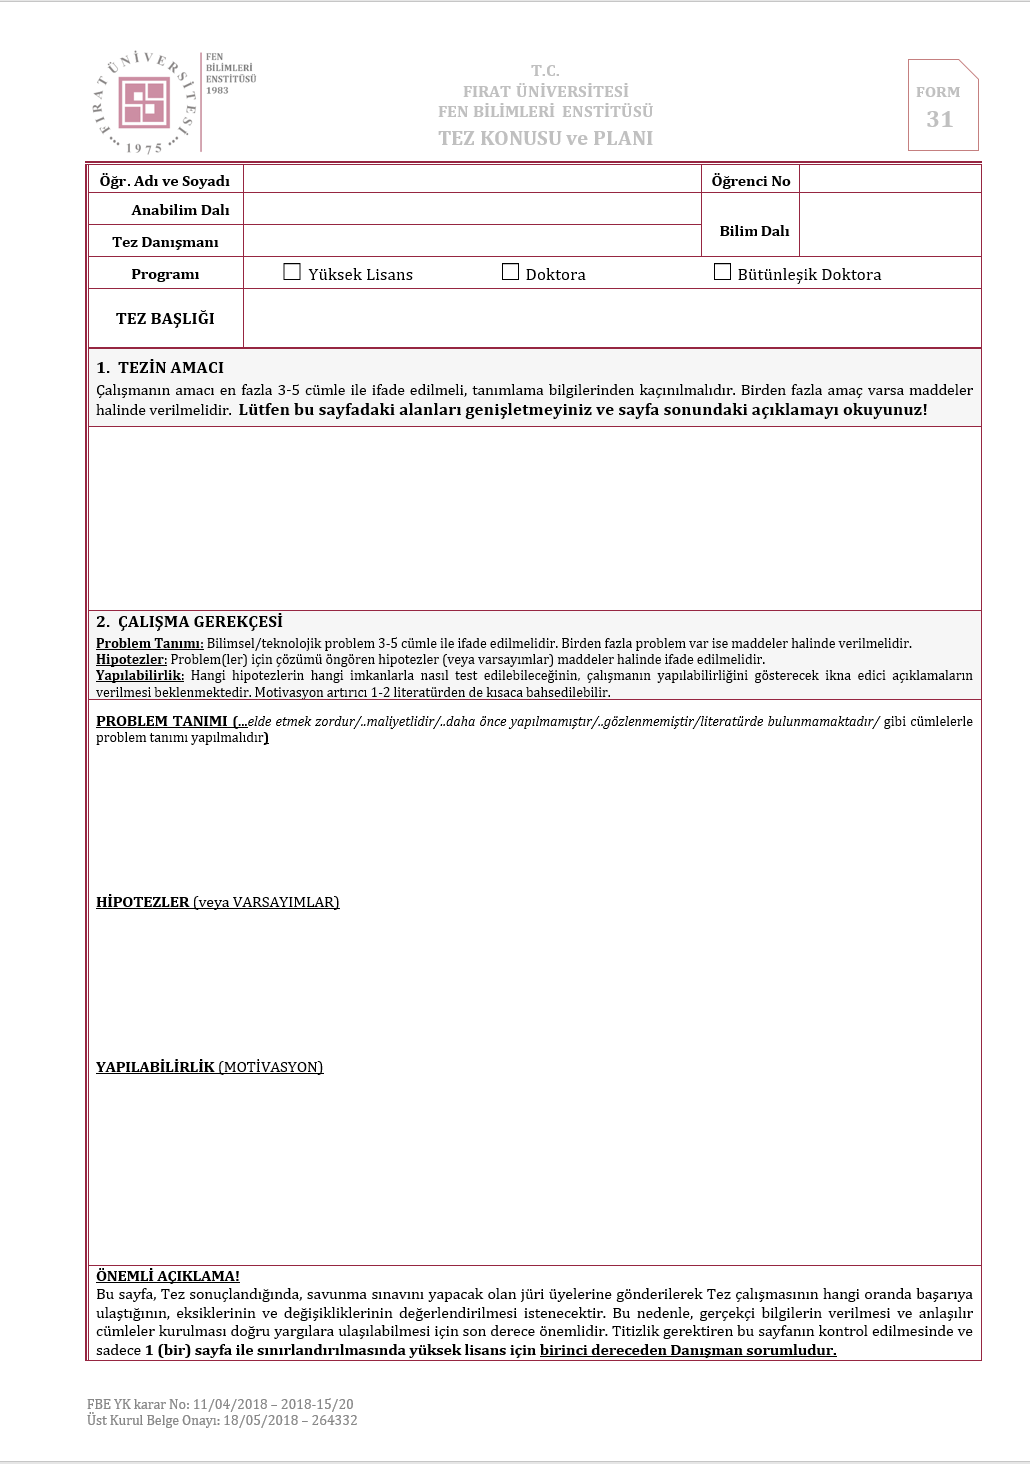 FIRAT ÜNİVERSİTESİ
1975
FEN
BİLİMLERİ
ENSTİTÜSÜ
1983
T.C.
FIRAT ÜNİVERSİTESİ
FEN BİLİMLERİ ENSTİTÜSÜ
TEZ KONUSU ve PLANI
FORM
31
Öğr. Adı ve Soyadı
Öğrenci No
Anabilim Dalı
Bilim Dalı
Tez Danışmanı
Programı
☐ Yüksek Lisans ☐ Doktora ☐ Bütünleşik Doktora
TEZ BAŞLIĞI
1. TEZİN AMACI
Çalışmanın amacı en fazla 3-5 cümle ile ifade edilmeli, tanımlama bilgilerinden kaçınılmalıdır. Birden fazla amaç varsa maddeler
halinde verilmelidir. Lütfen bu sayfadaki alanları genişletmeyiniz ve sayfa sonundaki açıklamayı okuyunuz!
2. ÇALIŞMA GEREKÇESİ
Problem Tanımı: Bilimsel/teknolojik problem 3-5 cümle ile ifade edilmelidir. Birden fazla problem var ise maddeler halinde verilmelidir.
Hipotezler: Problem(ler) için çözümü öngören hipotezler (veya varsayımlar) maddeler halinde ifade edilmelidir.
Yapılabilirlik: Hangi hipotezlerin hangi imkanlarla nasıl test edilebileceğinin, çalışmanın yapılabilirliğini gösterecek ikna edici açıklamaların
verilmesi beklenmektedir. Motivasyon artırıcı 1-2 literatürden de kısaca bahsedilebilir.
PROBLEM TANIMI (...elde etmek zordur/..maliyetlidir/..daha önce yapılmamıştır/..gözlenmemiştir/literatürde bulunmamaktadır/ gibi cümlelerle
problem tanımı yapılmalıdır)
HİPOTEZLER (veya VARSAYIMLAR)
YAPILABİLİRLİK (MOTİVASYON)
ÖNEMLİ AÇIKLAMA!
Bu sayfa, Tez sonuçlandığında, savunma sınavını yapacak olan jüri üyelerine gönderilerek Tez çalışmasının hangi oranda başarıya
ulaştığının, eksiklerinin ve değişikliklerinin değerlendirilmesi istenecektir. Bu nedenle, gerçekçi bilgilerin verilmesi ve anlaşılır
cümleler kurulması doğru yargılara ulaşılabilmesi için son derece önemlidir. Titizlik gerektiren bu sayfanın kontrol edilmesinde ve
sadece 1 (bir) sayfa ile sınırlandırılmasında yüksek lisans için birinci dereceden Danışman sorumludur.
FBE YK karar No: 11/04/2018 – 2018-15/20
Üst Kurul Belge Onayı: 18/05/2018 – 264332